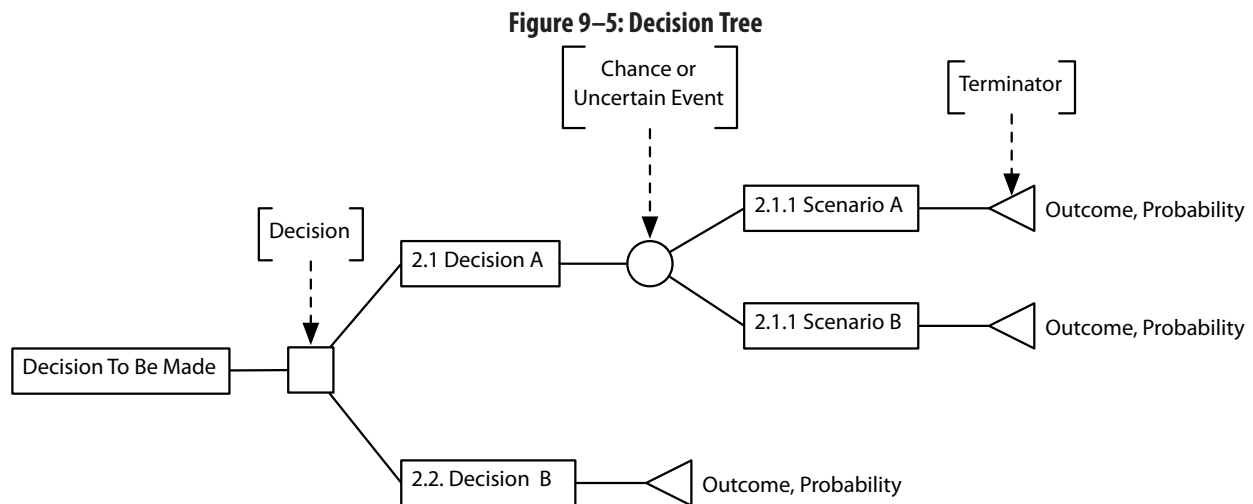 Figure 9–5: Decision Tree
Chance or
Uncertain Event
Terminator
Decision
2.1 Decision A
2.1.1 Scenario A
Outcome, Probability
2.1.1 Scenario B
Outcome, Probability
Decision To Be Made
2.2. Decision B
Outcome, Probability